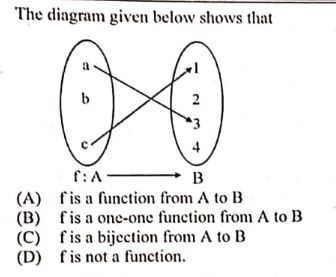 The diagram given below shows that
a 1
b 2
3
c 4
f : A B
(A) f is a function from A to B
(B) f is a one-one function from A to B
(C) f is a bijection from A to B
(D) f is not a function.